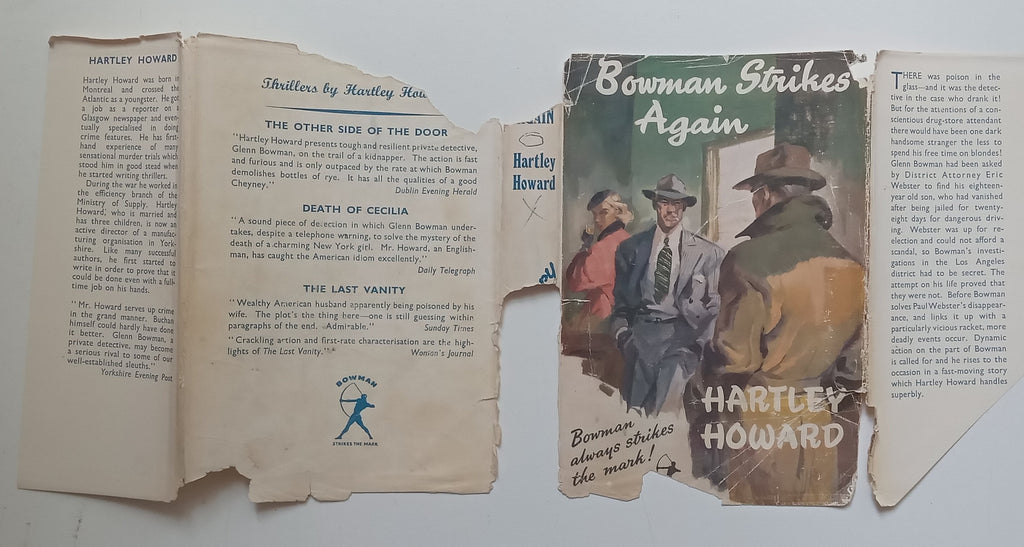 HARTLEY HOWARD
Hartley Howard was born in
Montreal and crossed the
Atlantic as a youngster. He got
a job as a reporter on a
Glasgow newspaper and even-
tually specialised in doing
crime features. He has first-
hand experience of many
sensational murder trials which
stood him in good stead when
he started writing thrillers.
During the war he worked in
the efficiency branch of the
Ministry of Supply. Hartley
Howard, who is married and
has three children, is now an
active director of a manufac-
turing organisation in York-
shire. Like many successful
authors, he first started to
write in order to prove that it
could be done even with a full-
time job on his hands.
"Mr. Howard serves up crime
in the grand manner. Buchan
himself could hardly have done
it better. Glenn Bowman, a
private detective, may become
a serious rival to some of our
well-established sleuths."
Yorkshire Evening Post
Thrillers by Hartley How
THE OTHER SIDE OF THE DOOR
"Hartley Howard presents tough and resilient private detective,
Glenn Bowman, on the trail of a kidnapper. The action is fast
and furious and is only outpaced by the rate at which Bowman
demolishes bottles of rye. It has all the qualities of a good
Cheyney."
Dublin Evening Herald
DEATH OF CECILIA
"A sound piece of detection in which Glenn Bowman under-
takes, despite a telephone warning, to solve the mystery of the
death of a charming New York girl. Mr. Howard, an English-
man, has caught the American idiom excellently."
Daily Telegraph
THE LAST VANITY
"Wealthy American husband apparently being poisoned by his
wife. The plot's the thing here—one is still guessing within
paragraphs of the end. Admirable." Sunday Times
"Crackling action and first-rate characterisation are the high-
lights of The Last Vanity." Woman's Journal
BOWMAN
STRIKES THE MARK
AIN
Hartley
Howard
Bowman Strikes
Again
HARTLEY
HOWARD
Bowman
always strikes
the mark!
THERE was poison in the
glass—and it was the detec-
tive in the case who drank it!
But for the attentions of a con-
scientious drug-store attendant
there would have been one dark
handsome stranger the less to
spend his free time on blondes!
Glenn Bowman had been asked
by District Attorney Eric
Webster to find his eighteen-
year old son, who had vanished
after being jailed for twenty-
eight days for dangerous driv-
ing. Webster was up for re-
election and could not afford a
scandal, so Bowman's inves-
tigations in the Los Angeles
district had to be secret. The
attempt on his life proved that
they were not. Before Bowman
solves Paul Webster's disappear-
ance, and links it up with a
particularly vicious racket, more
deadly events occur. Dynamic
action on the part of Bowman
is called for and he rises to the
occasion in a fast-moving story
which Hartley Howard handles
superbly.